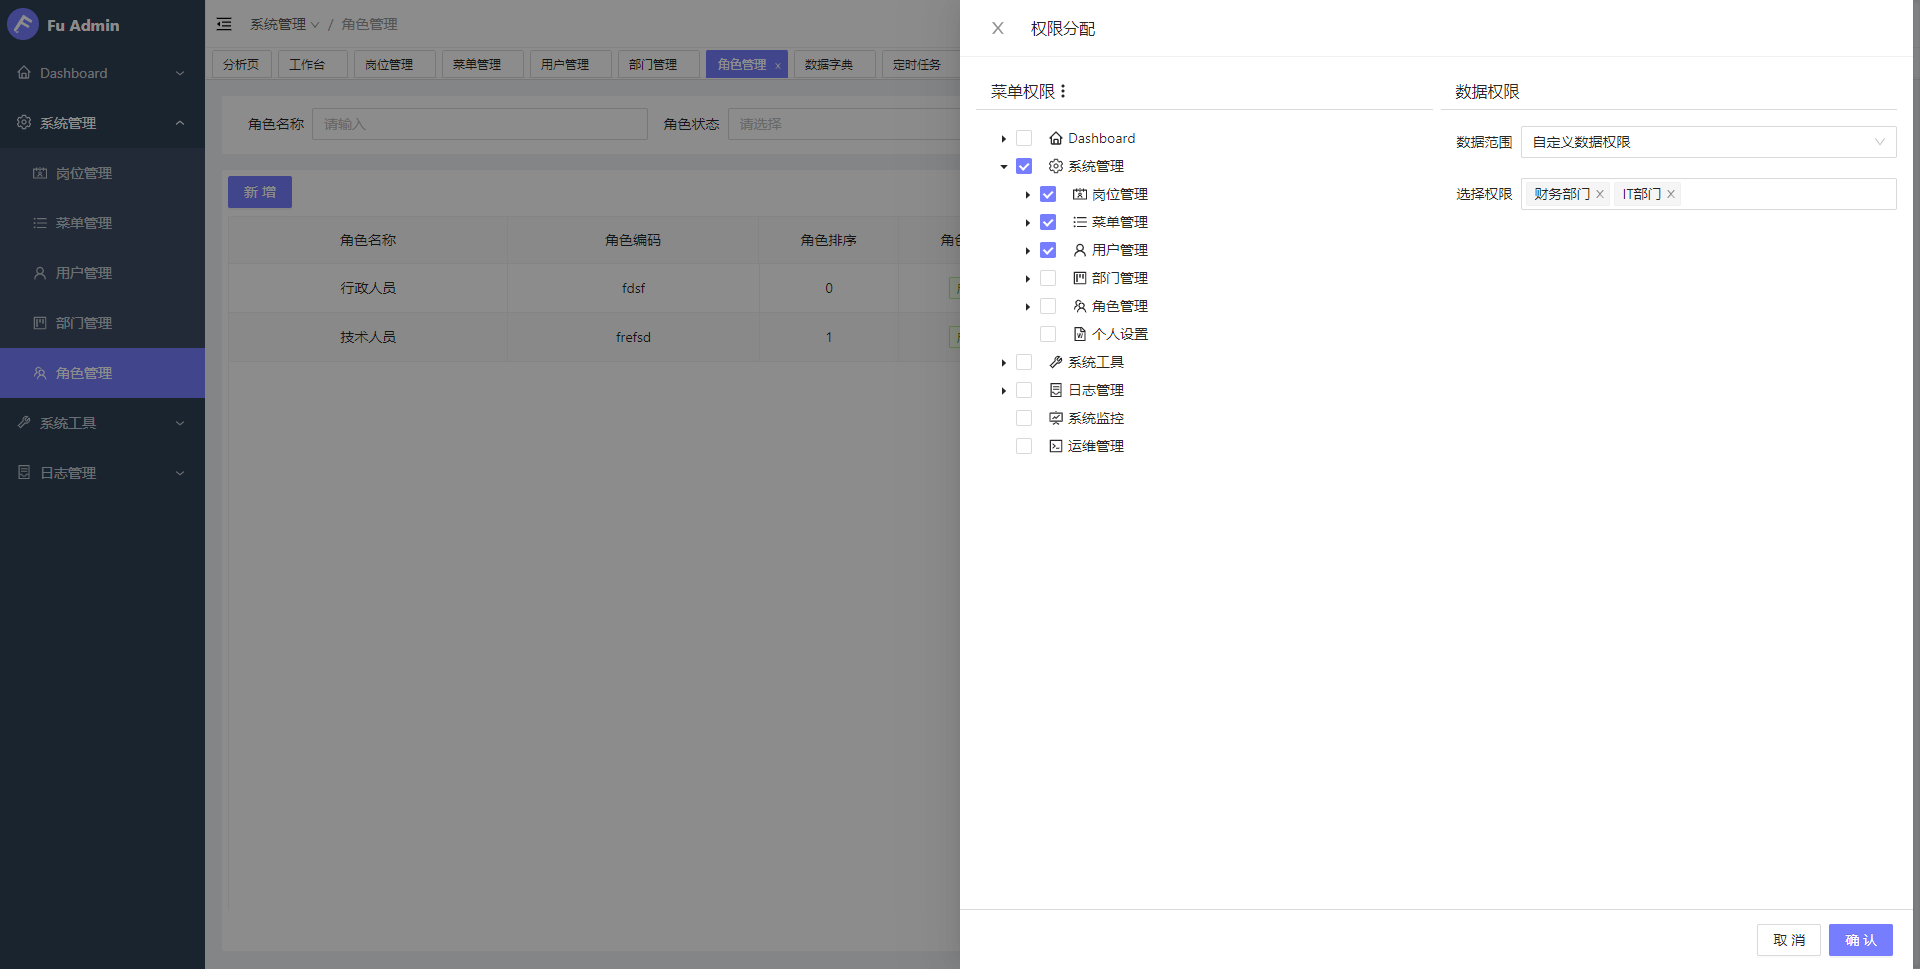 Fu Admin
Dashboard
系统管理
岗位管理
菜单管理
用户管理
部门管理
角色管理
系统工具
日志管理
系统管理 / 角色管理
分析页 工作台 岗位管理 菜单管理 用户管理 部门管理 角色管理 x 数据字典 定时任务
角色名称 请输入 角色状态 请选择
新 增
角色名称 角色编码 角色排序 角色
行政人员 fdsf 0
技术人员 frefsd 1
权限分配
菜单权限
Dashboard
系统管理
岗位管理
菜单管理
用户管理
部门管理
角色管理
个人设置
系统工具
日志管理
系统监控
运维管理
数据权限
数据范围 自定义数据权限
选择权限 财务部门 IT部门
取 消 确 认